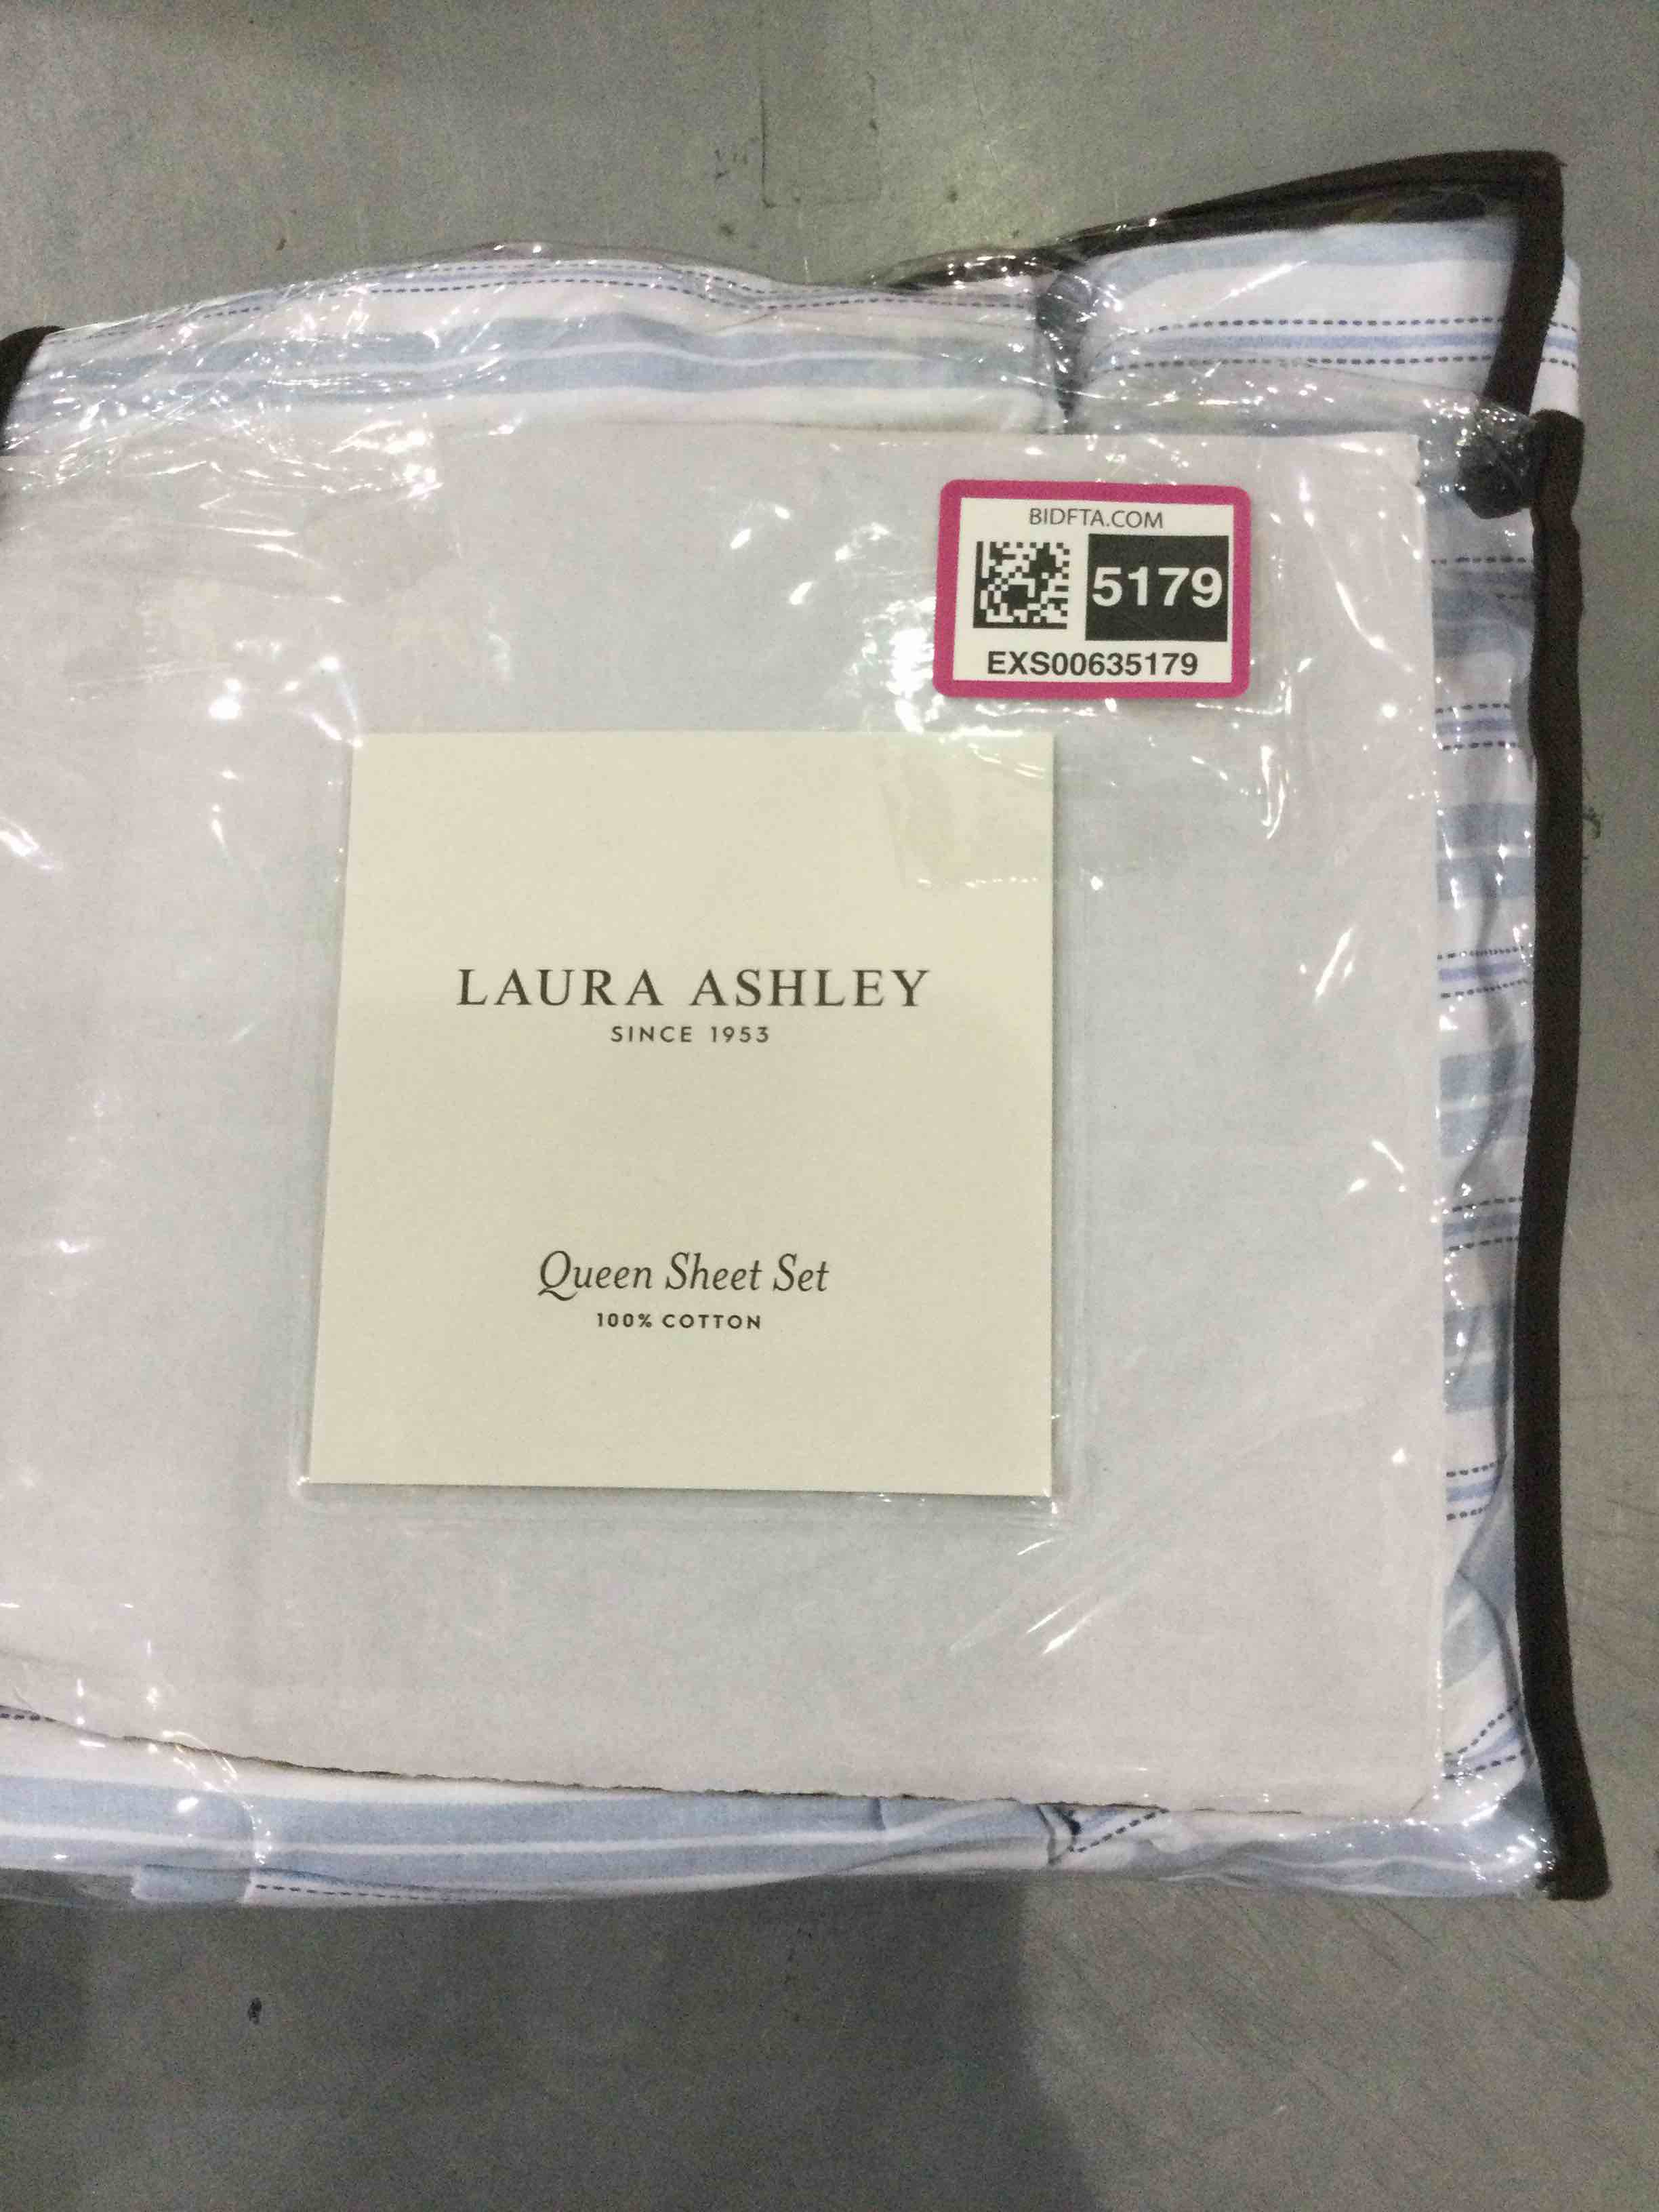 BIDFTA.COM
5179
EXS00635179
LAURA ASHLEY
SINCE 1953
Queen Sheet Set
100% COTTON